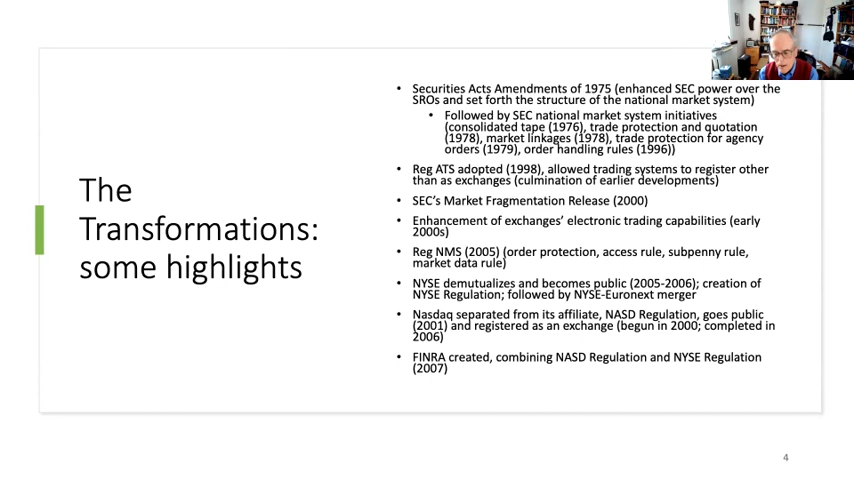 The
Transformations:
some highlights
• Securities Acts Amendments of 1975 (enhanced SEC power over the
SROs and set forth the structure of the national market system)
• Followed by SEC national market system initiatives
(consolidated tape (1976), trade protection and quotation
(1978), market linkages (1978), trade protection for agency
orders (1979), order handling rules (1996))
• Reg ATS adopted (1998), allowed trading systems to register other
than as exchanges (culmination of earlier developments)
• SEC's Market Fragmentation Release (2000)
• Enhancement of exchanges' electronic trading capabilities (early
2000s)
• Reg NMS (2005) (order protection, access rule, subpenny rule,
market data rule)
• NYSE demutualizes and becomes public (2005-2006); creation of
NYSE Regulation; followed by NYSE-Euronext merger
• Nasdaq separated from its affiliate, NASD Regulation, goes public
(2001) and registered as an exchange (begun in 2000; completed in
2006)
• FINRA created, combining NASD Regulation and NYSE Regulation
(2007)
4